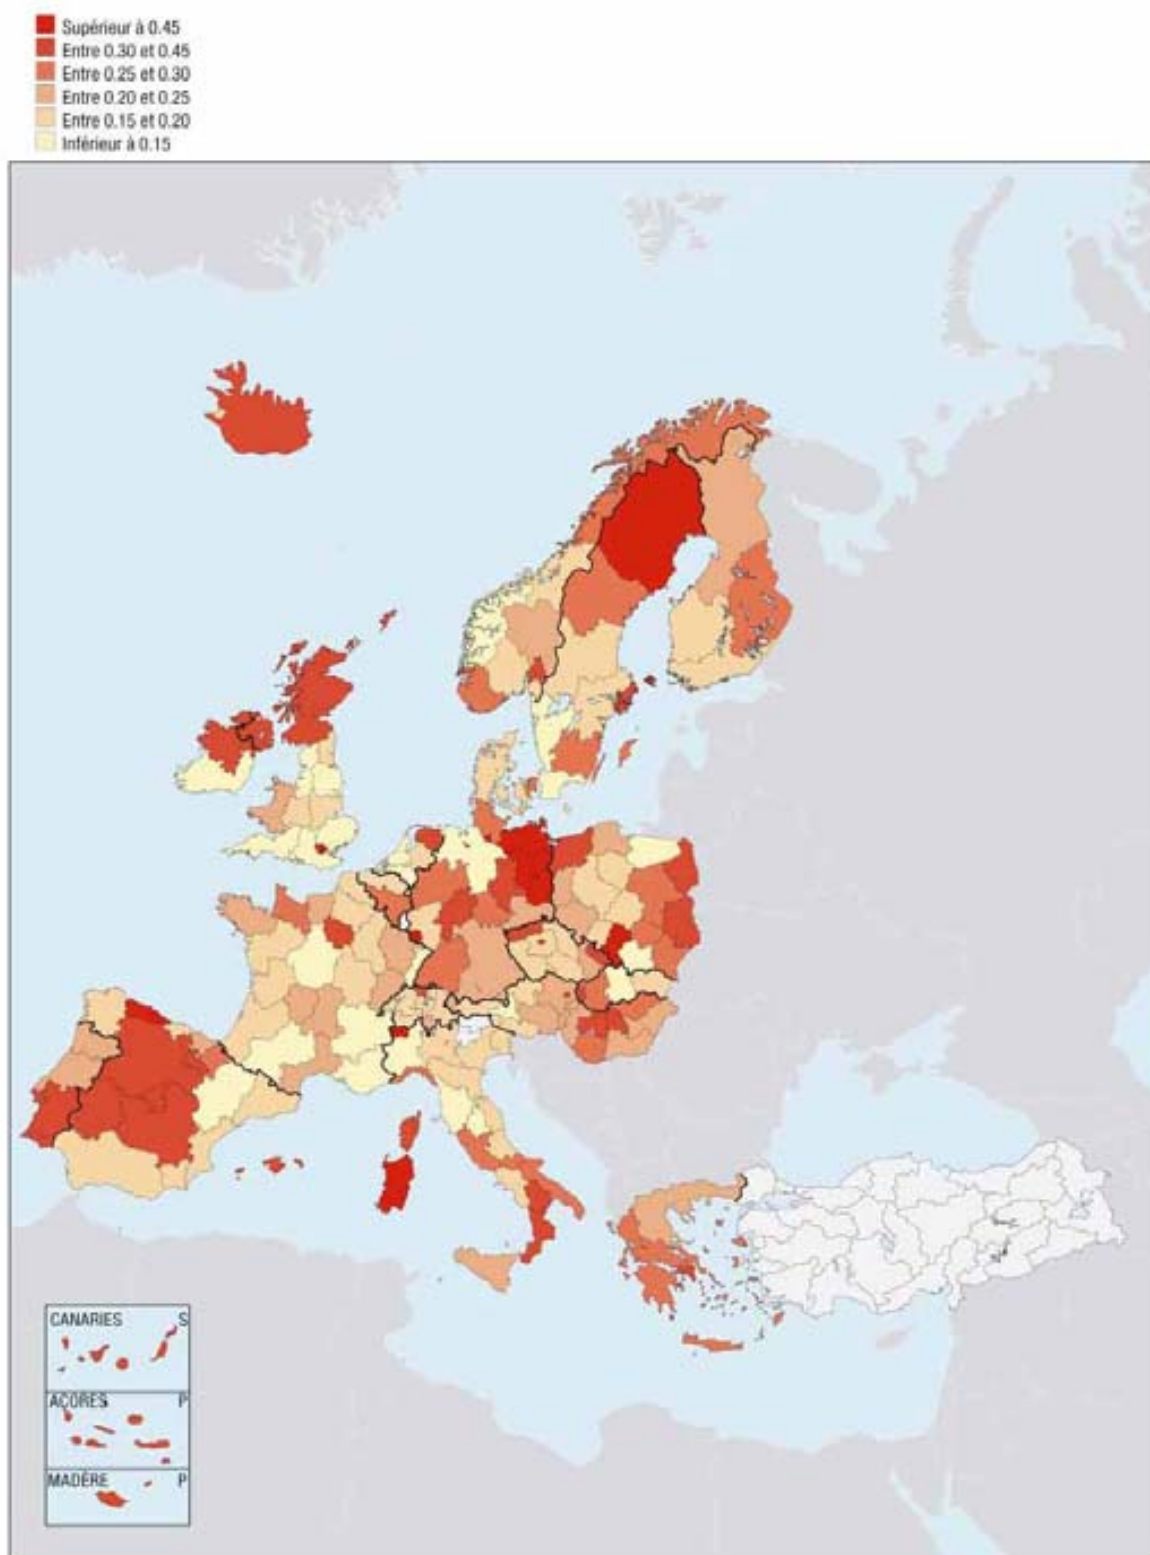 Supérieur à 0.45
Entre 0.30 et 0.45
Entre 0.25 et 0.30
Entre 0.20 et 0.25
Entre 0.15 et 0.20
Inférieur à 0.15
CANARIES S
AÇORES P
MADÈRE P